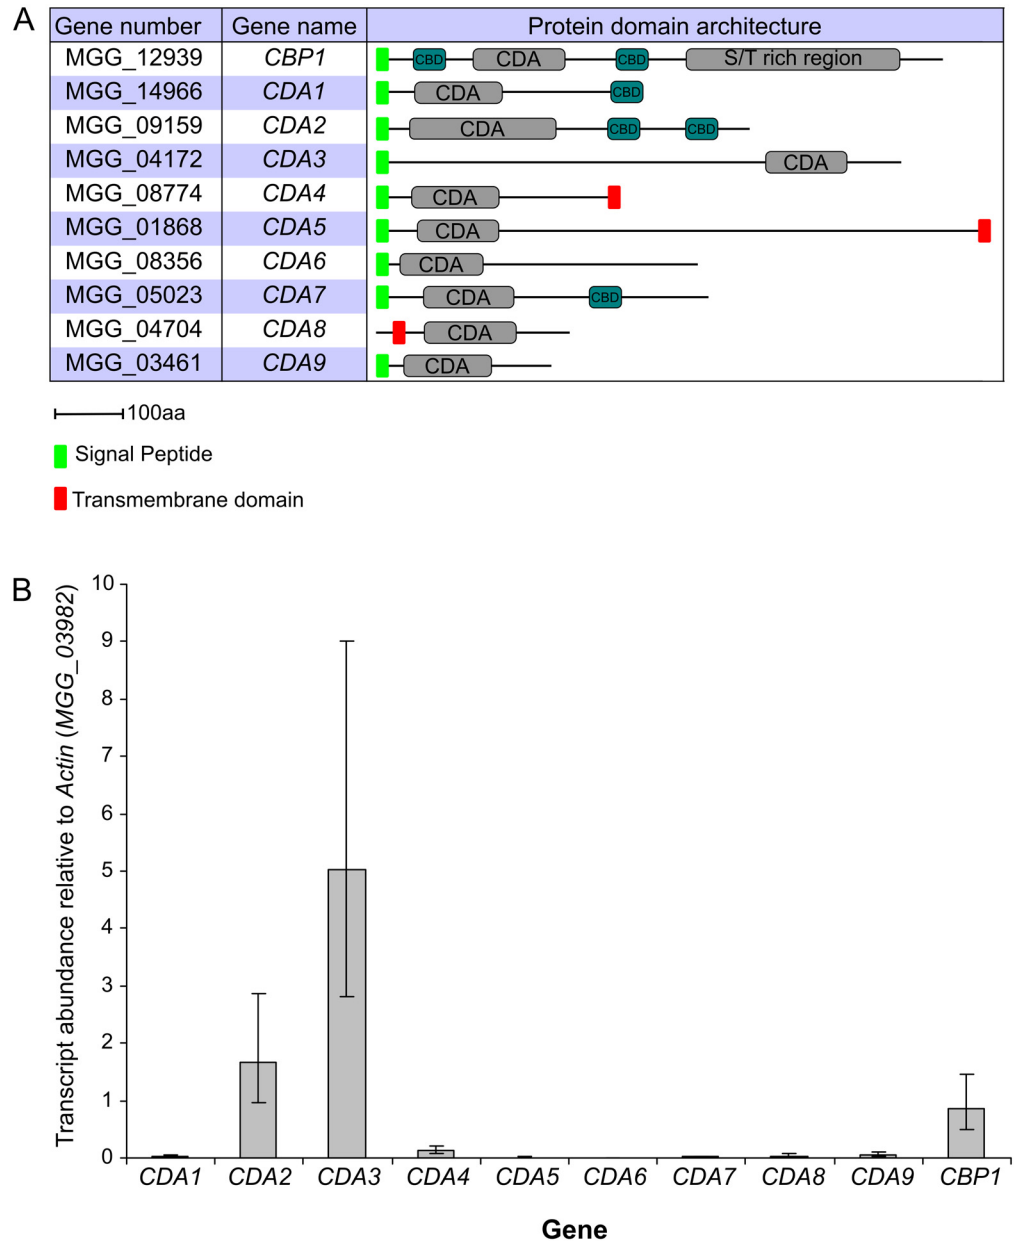 A
Gene number Gene name Protein domain architecture
MGG_12939 CBP1 CBD CDA CBD S/T rich region
MGG_14966 CDA1 CDA CBD
MGG_09159 CDA2 CDA CBD CBD
MGG_04172 CDA3 CDA
MGG_08774 CDA4 CDA
MGG_01868 CDA5 CDA
MGG_08356 CDA6 CDA
MGG_05023 CDA7 CDA CBD
MGG_04704 CDA8 CDA
MGG_03461 CDA9 CDA
100aa
Signal Peptide
Transmembrane domain
B
Transcript abundance relative to Actin (MGG_03982)
10
9
8
7
6
5
4
3
2
1
0
CDA1 CDA2 CDA3 CDA4 CDA5 CDA6 CDA7 CDA8 CDA9 CBP1
Gene